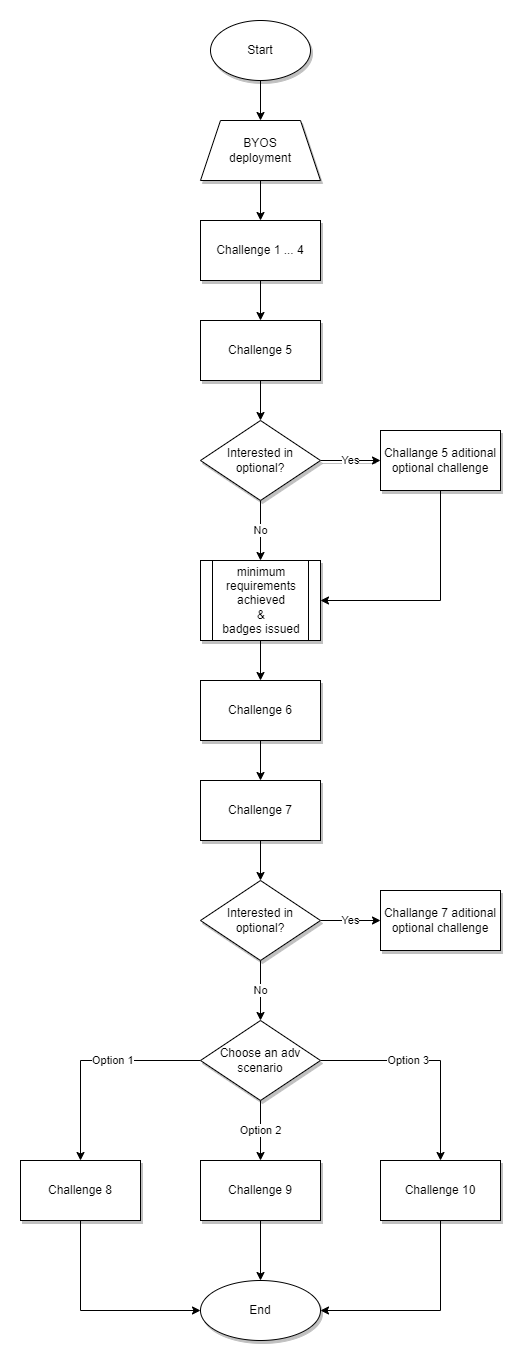 Start
BYOS
deployment
Challenge 1 ... 4
Challenge 5
Interested in
optional?
Yes
Challange 5 aditional
optional challenge
No
minimum
requirements
achieved
&
badges issued
Challenge 6
Challenge 7
Interested in
optional?
Yes
Challange 7 aditional
optional challenge
No
Choose an adv
scenario
Option 1
Option 3
Option 2
Challenge 8
Challenge 9
Challenge 10
End